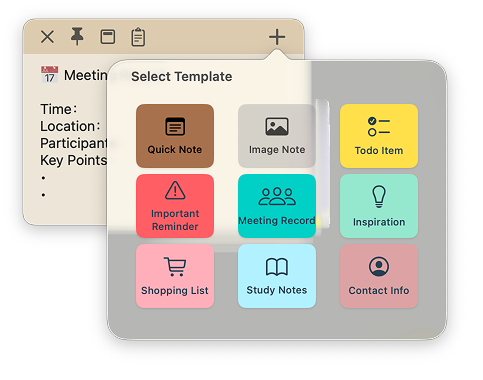 📅 Meeting
Time:
Location:
Participant
Key Points
•
•
Select Template
Quick Note
Image Note
Todo Item
Important
Reminder
Meeting Record
Inspiration
Shopping List
Study Notes
Contact Info